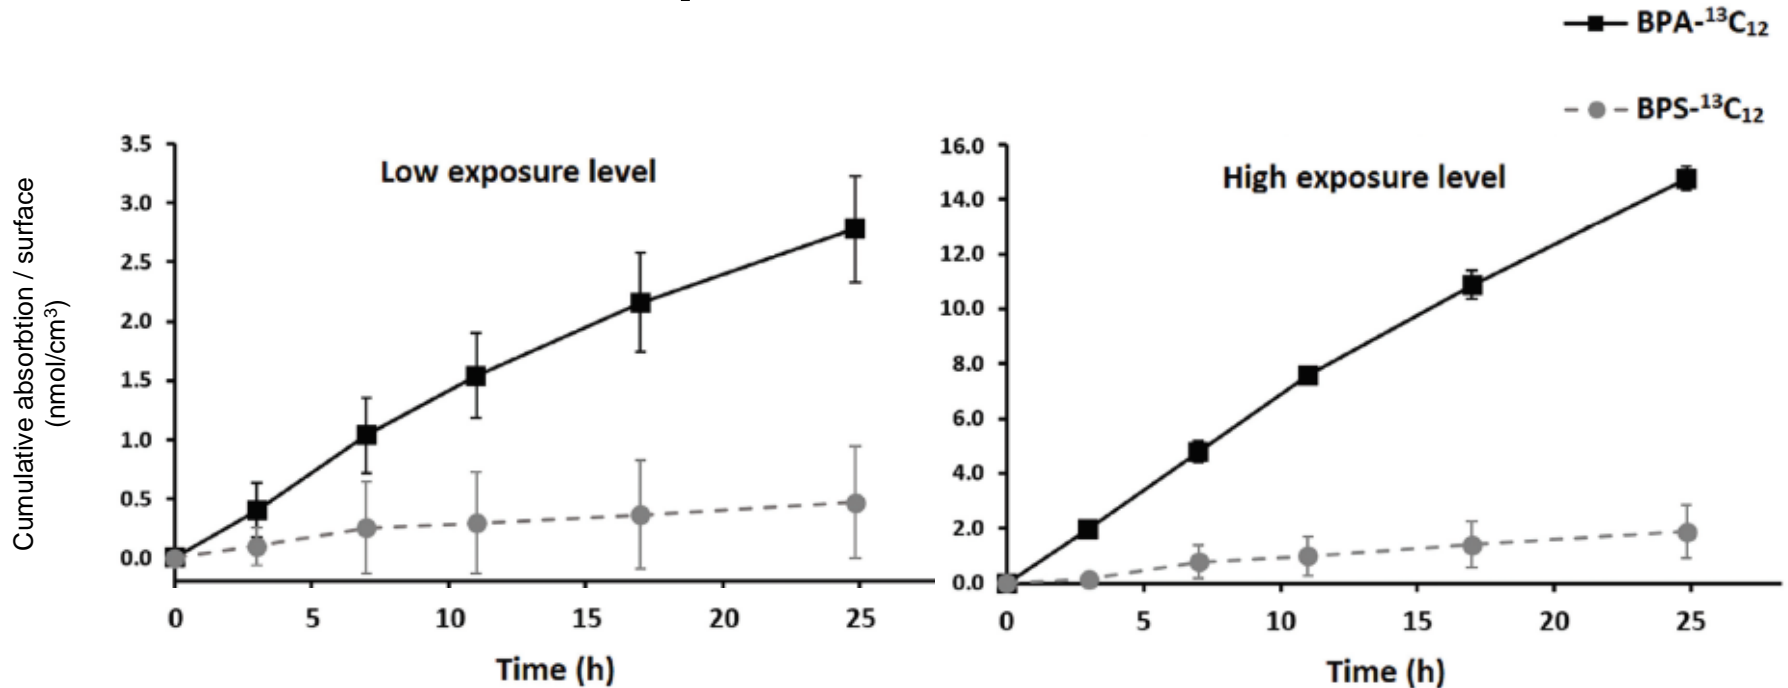 BPA-¹³C₁₂
BPS-¹³C₁₂
Cumulative absorbtion / surface
(nmol/cm³)
Low exposure level
3.5
3.0
2.5
2.0
1.5
1.0
0.5
0.0
0 5 10 15 20 25
Time (h)
High exposure level
16.0
14.0
12.0
10.0
8.0
6.0
4.0
2.0
0.0
0 5 10 15 20 25
Time (h)